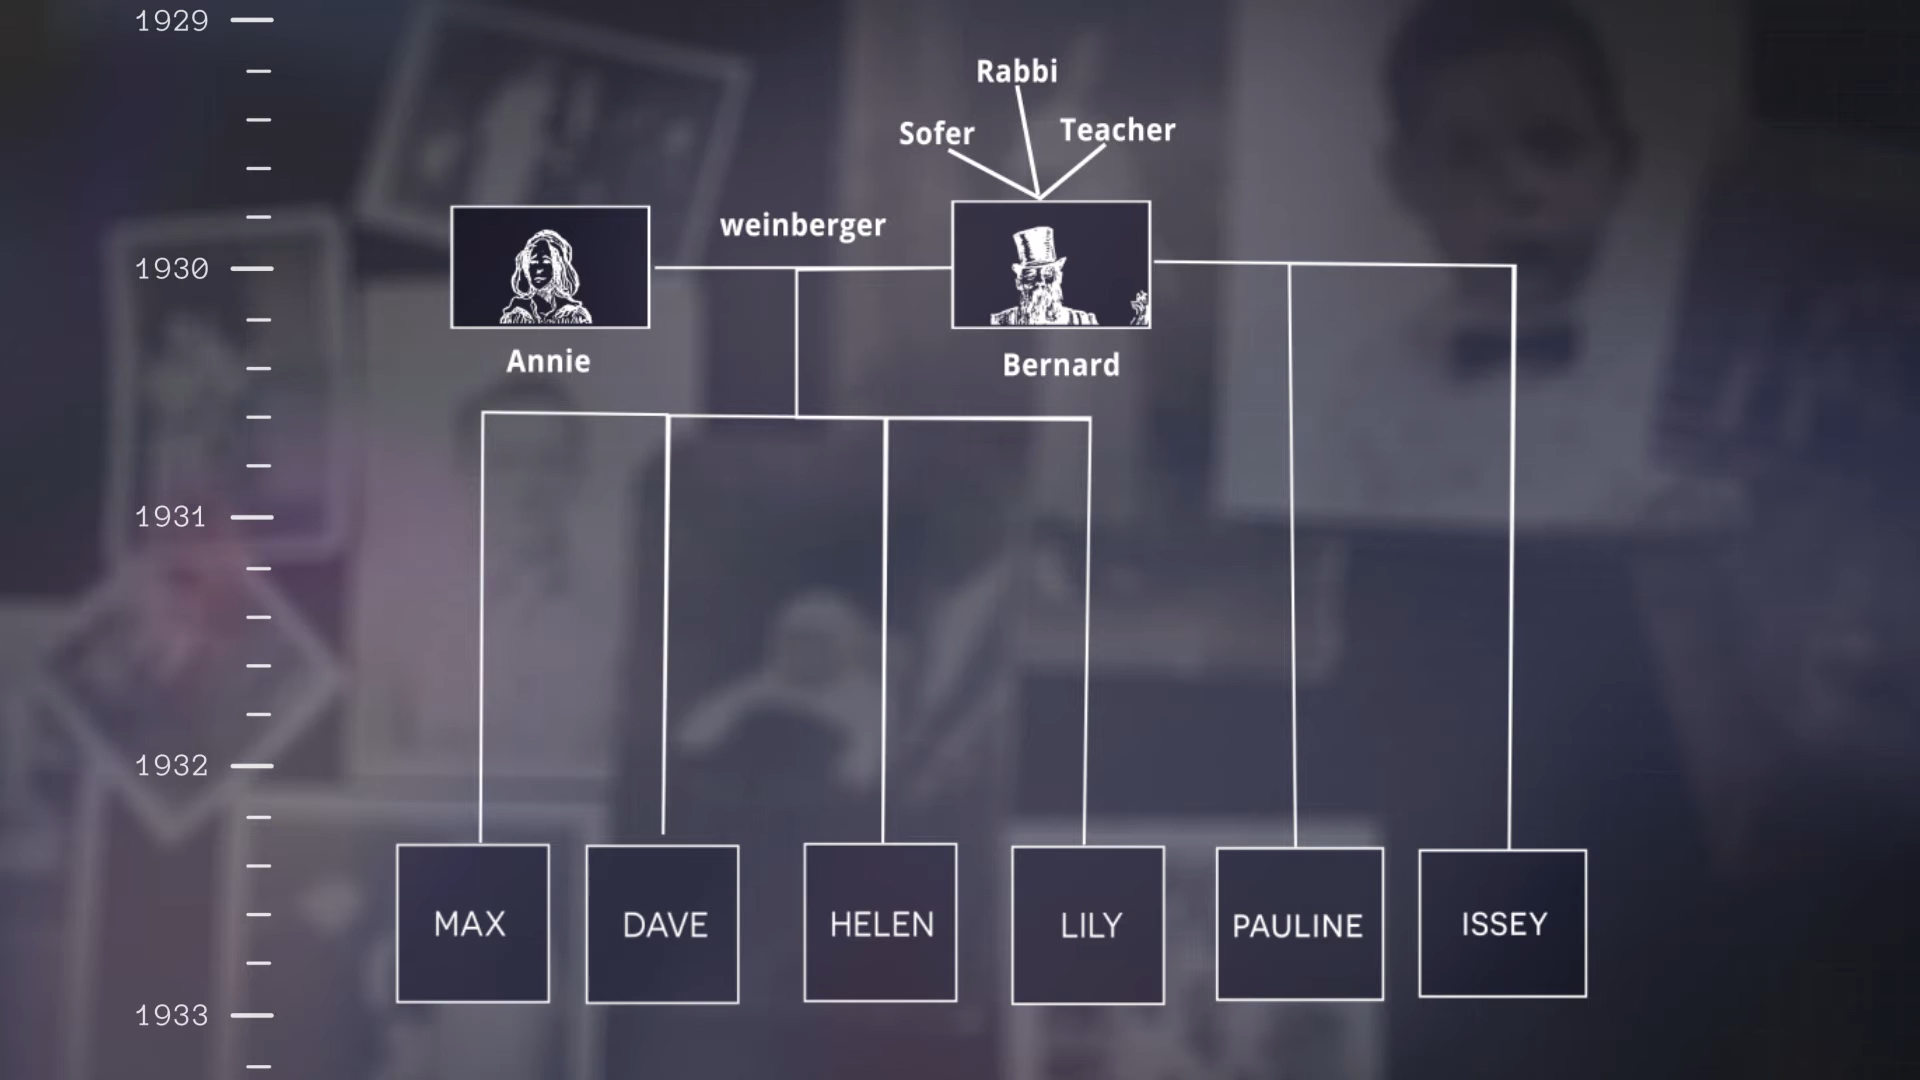 1929
Rabbi
Sofer
Teacher
weinberger
1930
Annie
Bernard
1931
1932
MAX
DAVE
HELEN
LILY
PAULINE
ISSEY
1933